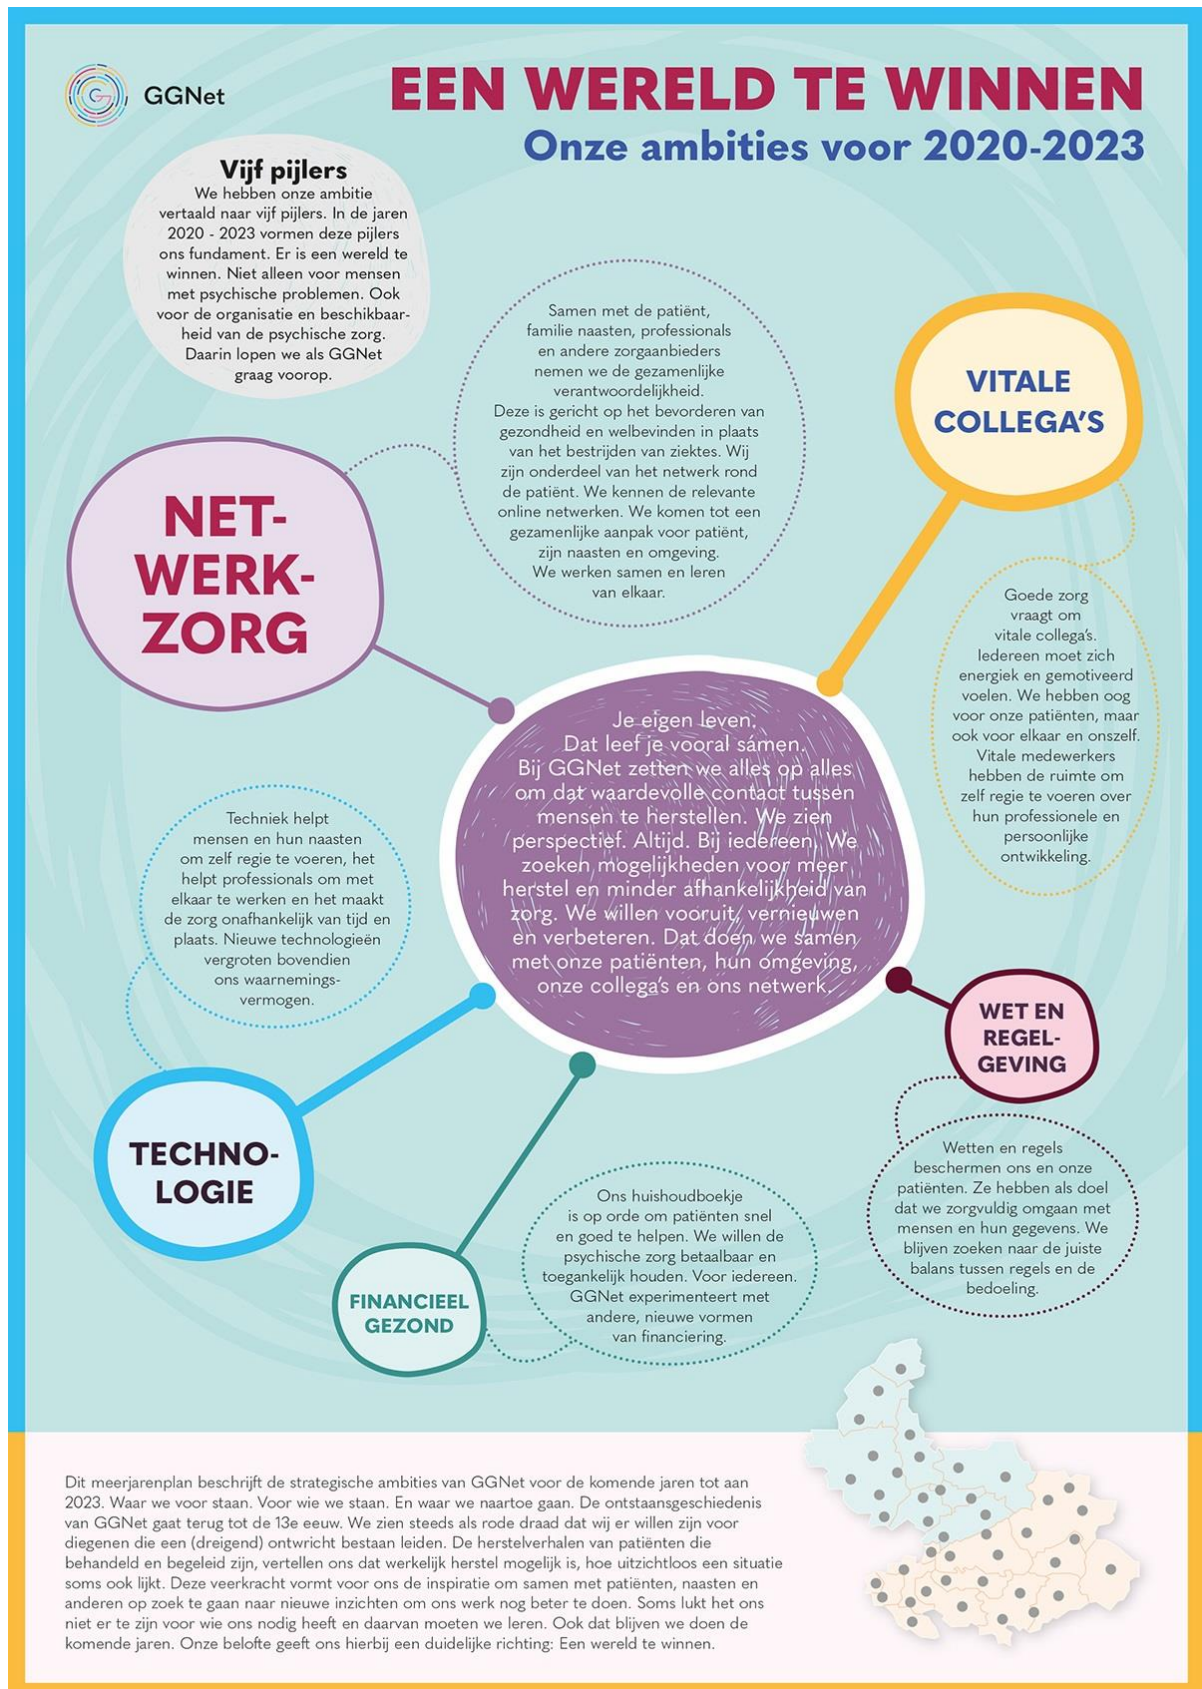 GGNet
EEN WERELD TE WINNEN
Onze ambities voor 2020-2023
Vijf pijlers
We hebben onze ambitie
vertaald naar vijf pijlers. In de jaren
2020 - 2023 vormen deze pijlers
ons fundament. Er is een wereld te
winnen. Niet alleen voor mensen
met psychische problemen. Ook
voor de organisatie en beschikbaar-
heid van de psychische zorg.
Daarin lopen we als GGNet
graag voorop.
NET-
WERK-
ZORG
Samen met de patiënt,
familie naasten, professionals
en andere zorgaanbieders
nemen we de gezamenlijke
verantwoordelijkheid.
Deze is gericht op het bevorderen van
gezondheid en welbevinden in plaats
van het bestrijden van ziektes. Wij
zijn onderdeel van het netwerk rond
de patiënt. We kennen de relevante
online netwerken. We komen tot een
gezamenlijke aanpak voor patiënt,
zijn naasten en omgeving.
We werken samen en leren
van elkaar.
VITALE
COLLEGA'S
Goede zorg
vraagt om
vitale collega's.
Iedereen moet zich
energiek en gemotiveerd
voelen. We hebben oog
voor onze patiënten, maar
ook voor elkaar en onszelf.
Vitale medewerkers
hebben de ruimte om
zelf regie te voeren over
hun professionele en
persoonlijke
ontwikkeling.
Je eigen leven.
Dat leef je vooral sámen.
Bij GGNet zetten we alles op alles
om dat waardevolle contact tussen
mensen te herstellen. We zien
perspectief. Altijd. Bij iedereen. We
zoeken mogelijkheden voor meer
herstel en minder afhankelijkheid van
zorg. We willen vooruit, vernieuwen
en verbeteren. Dat doen we samen
met onze patiënten, hun omgeving,
onze collega's en ons netwerk.
Techniek helpt
mensen en hun naasten
om zelf regie te voeren, het
helpt professionals om met
elkaar te werken en het maakt
de zorg onafhankelijk van tijd en
plaats. Nieuwe technologieën
vergroten bovendien
ons waarnemings-
vermogen.
TECHNO-
LOGIE
WET EN
REGEL-
GEVING
Wetten en regels
beschermen ons en onze
patiënten. Ze hebben als doel
dat we zorgvuldig omgaan met
mensen en hun gegevens. We
blijven zoeken naar de juiste
balans tussen regels en de
bedoeling.
FINANCIEEL
GEZOND
Ons huishoudboekje
is op orde om patiënten snel
en goed te helpen. We willen de
psychische zorg betaalbaar en
toegankelijk houden. Voor iedereen.
GGNet experimenteert met
andere, nieuwe vormen
van financiering.
Dit meerjarenplan beschrijft de strategische ambities van GGNet voor de komende jaren tot aan
2023. Waar we voor staan. Voor wie we staan. En waar we naartoe gaan. De ontstaansgeschiedenis
van GGNet gaat terug tot de 13e eeuw. We zien steeds als rode draad dat wij er willen zijn voor
diegenen die een (dreigend) ontwricht bestaan leiden. De herstelverhalen van patiënten die
behandeld en begeleid zijn, vertellen ons dat werkelijk herstel mogelijk is, hoe uitzichtloos een situatie
soms ook lijkt. Deze veerkracht vormt voor ons de inspiratie om samen met patiënten, naasten en
anderen op zoek te gaan naar nieuwe inzichten om ons werk nog beter te doen. Soms lukt het ons
niet er te zijn voor wie ons nodig heeft en daarvan moeten we leren. Ook dat blijven we doen de
komende jaren. Onze belofte geeft ons hierbij een duidelijke richting: Een wereld te winnen.